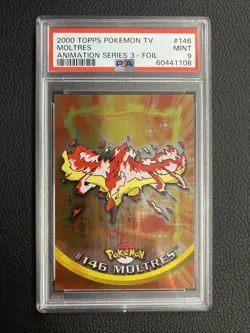 2000 TOPPS POKEMON TV #146
MOLTRES MINT
ANIMATION SERIES 3-FOIL 9
PSA 60441108
POKéMON
#146 MOLTRES